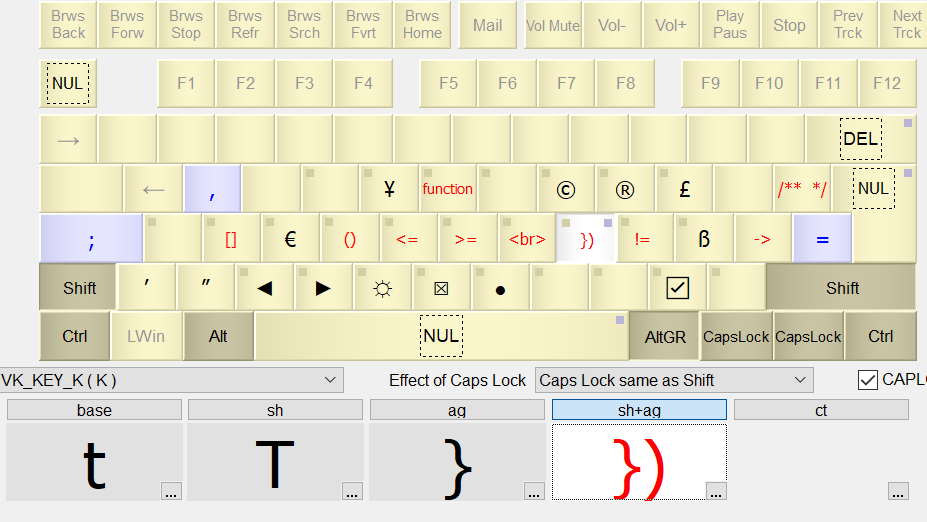 Brws Back Brws Forw Brws Stop Brws Refr Brws Srch Brws Fvrt Brws Home Mail Vol Mute Vol- Vol+ Play Paus Stop Prev Trck Next Trck
NUL F1 F2 F3 F4 F5 F6 F7 F8 F9 F10 F11 F12
→ DEL
← , ¥ function © ® £ /** */ NUL
; [] € () <= >= <br> }) != ß -> =
Shift ′ ″ ◄ ► ☼ ☒ ● ☑ Shift
Ctrl LWin Alt NUL AltGR CapsLock CapsLock Ctrl
VK_KEY_K ( K ) Effect of Caps Lock Caps Lock same as Shift CAPLO
base sh ag sh+ag ct
t T } })
... ... ... ... ...